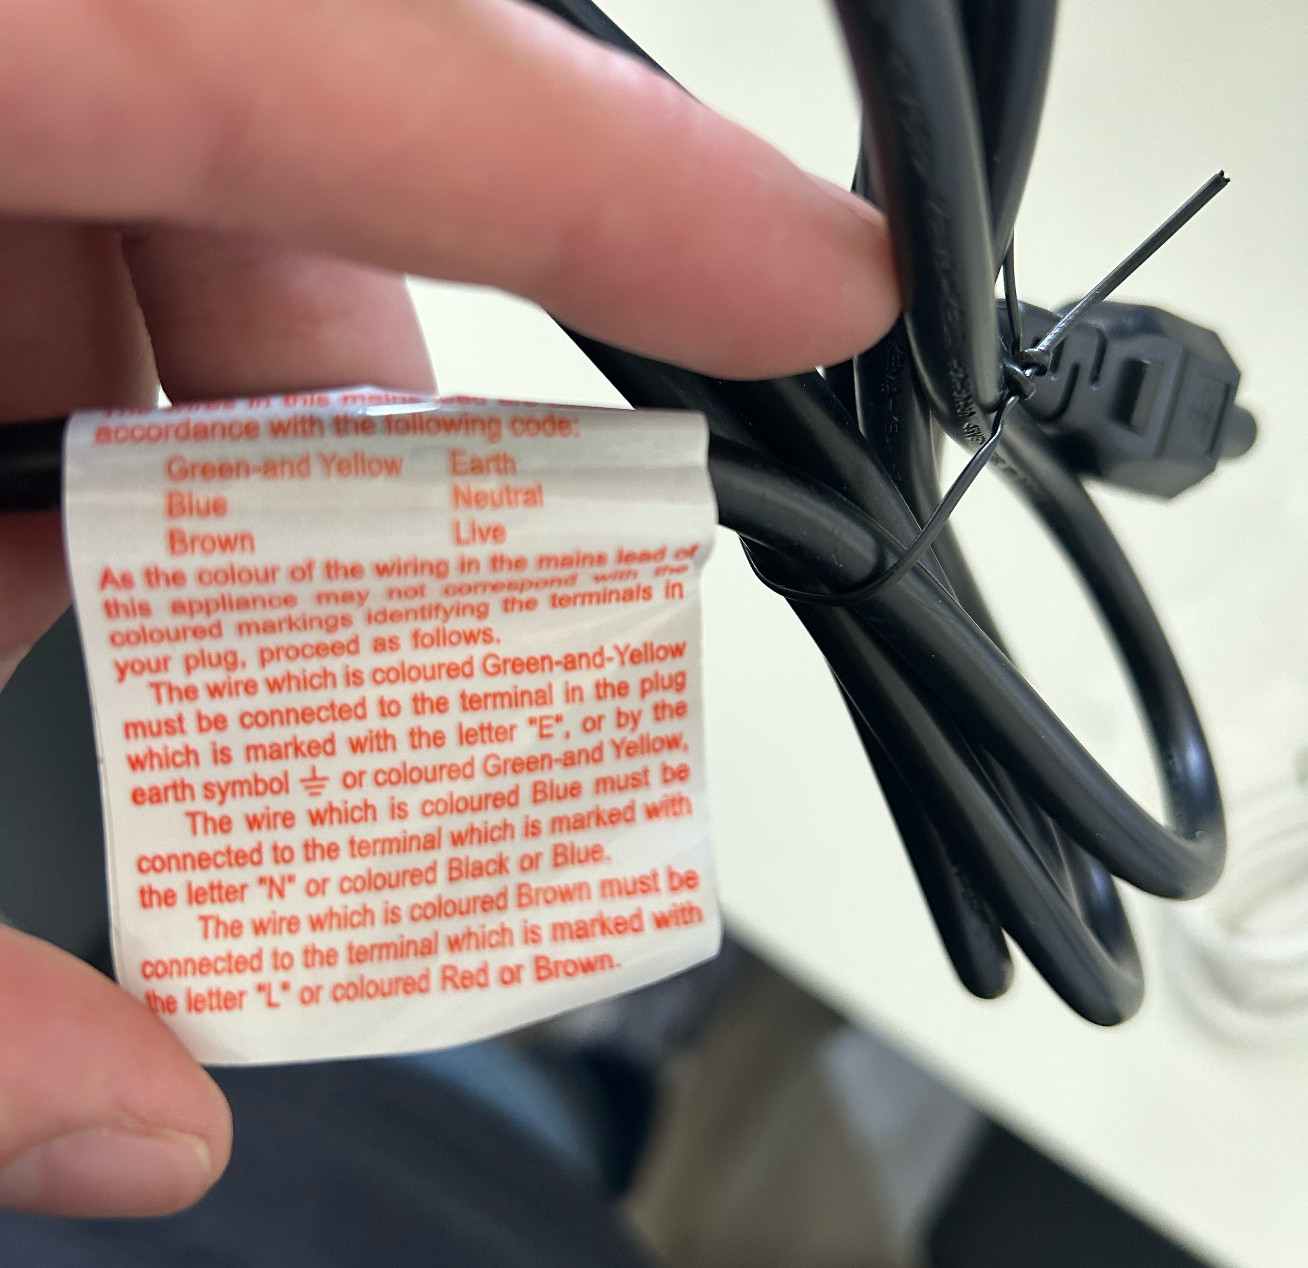 The wires in this mains
accordance with the following code:
Green-and Yellow Earth
Blue Neutral
Brown Live
As the colour of the wiring in the mains lead of
this appliance may not correspond with the
coloured markings identifying the terminals in
your plug, proceed as follows.
The wire which is coloured Green-and-Yellow
must be connected to the terminal in the plug
which is marked with the letter "E", or by the
earth symbol ⏚ or coloured Green-and Yellow,
The wire which is coloured Blue must be
connected to the terminal which is marked with
the letter "N" or coloured Black or Blue.
The wire which is coloured Brown must be
connected to the terminal which is marked with
the letter "L" or coloured Red or Brown.